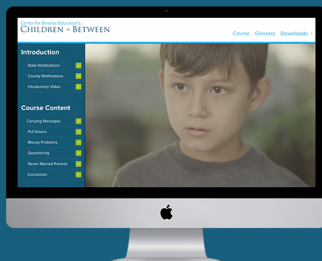 Center for Divorce Education's
CHILDREN in BETWEEN
Course Glossary Downloads
Introduction
State Notifications
County Notifications
Introductory Video
Course Content
Carrying Messages
Put Downs
Money Problems
Questioning
Never-Married Parents
Conclusion